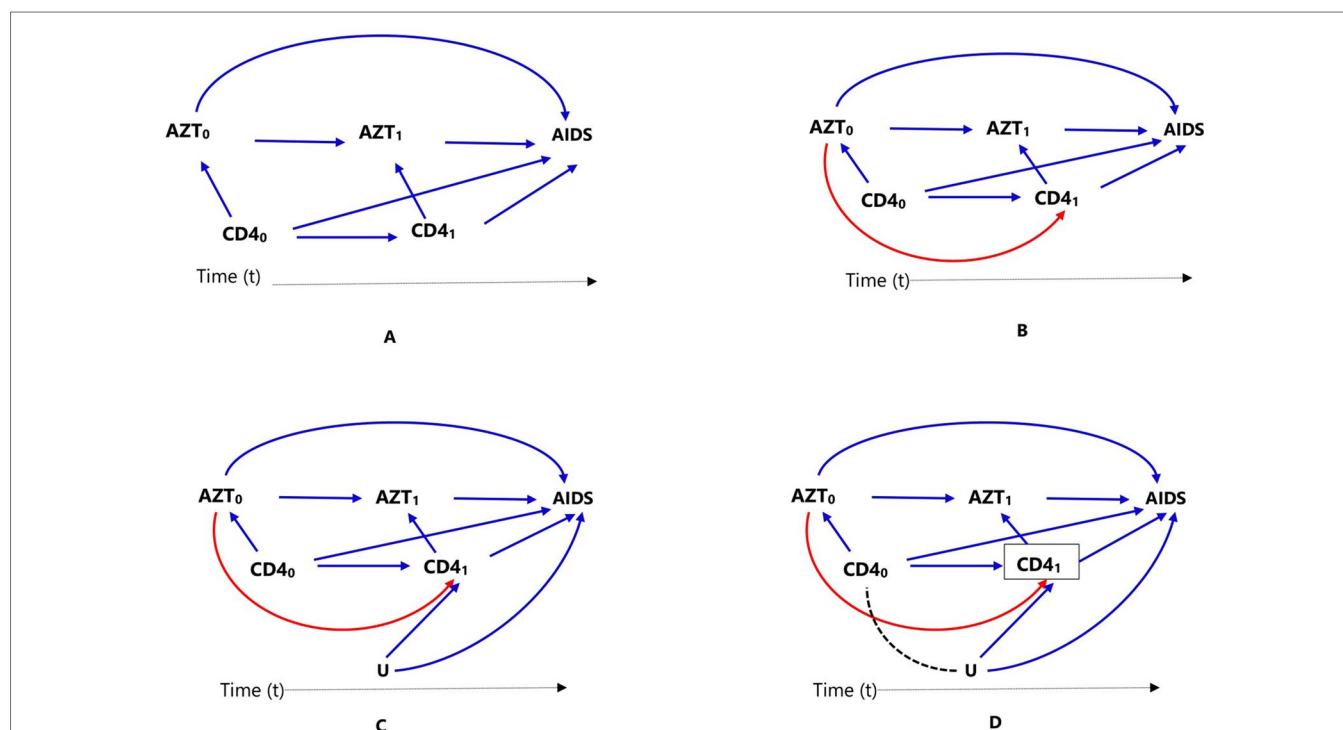 AZT₀ AZT₁ AIDS
CD4₀ CD4₁
Time (t)
A
AZT₀ AZT₁ AIDS
CD4₀ CD4₁
Time (t)
B
AZT₀ AZT₁ AIDS
CD4₀ CD4₁
U
Time (t)
C
AZT₀ AZT₁ AIDS
CD4₀ CD4₁
U
Time (t)
D